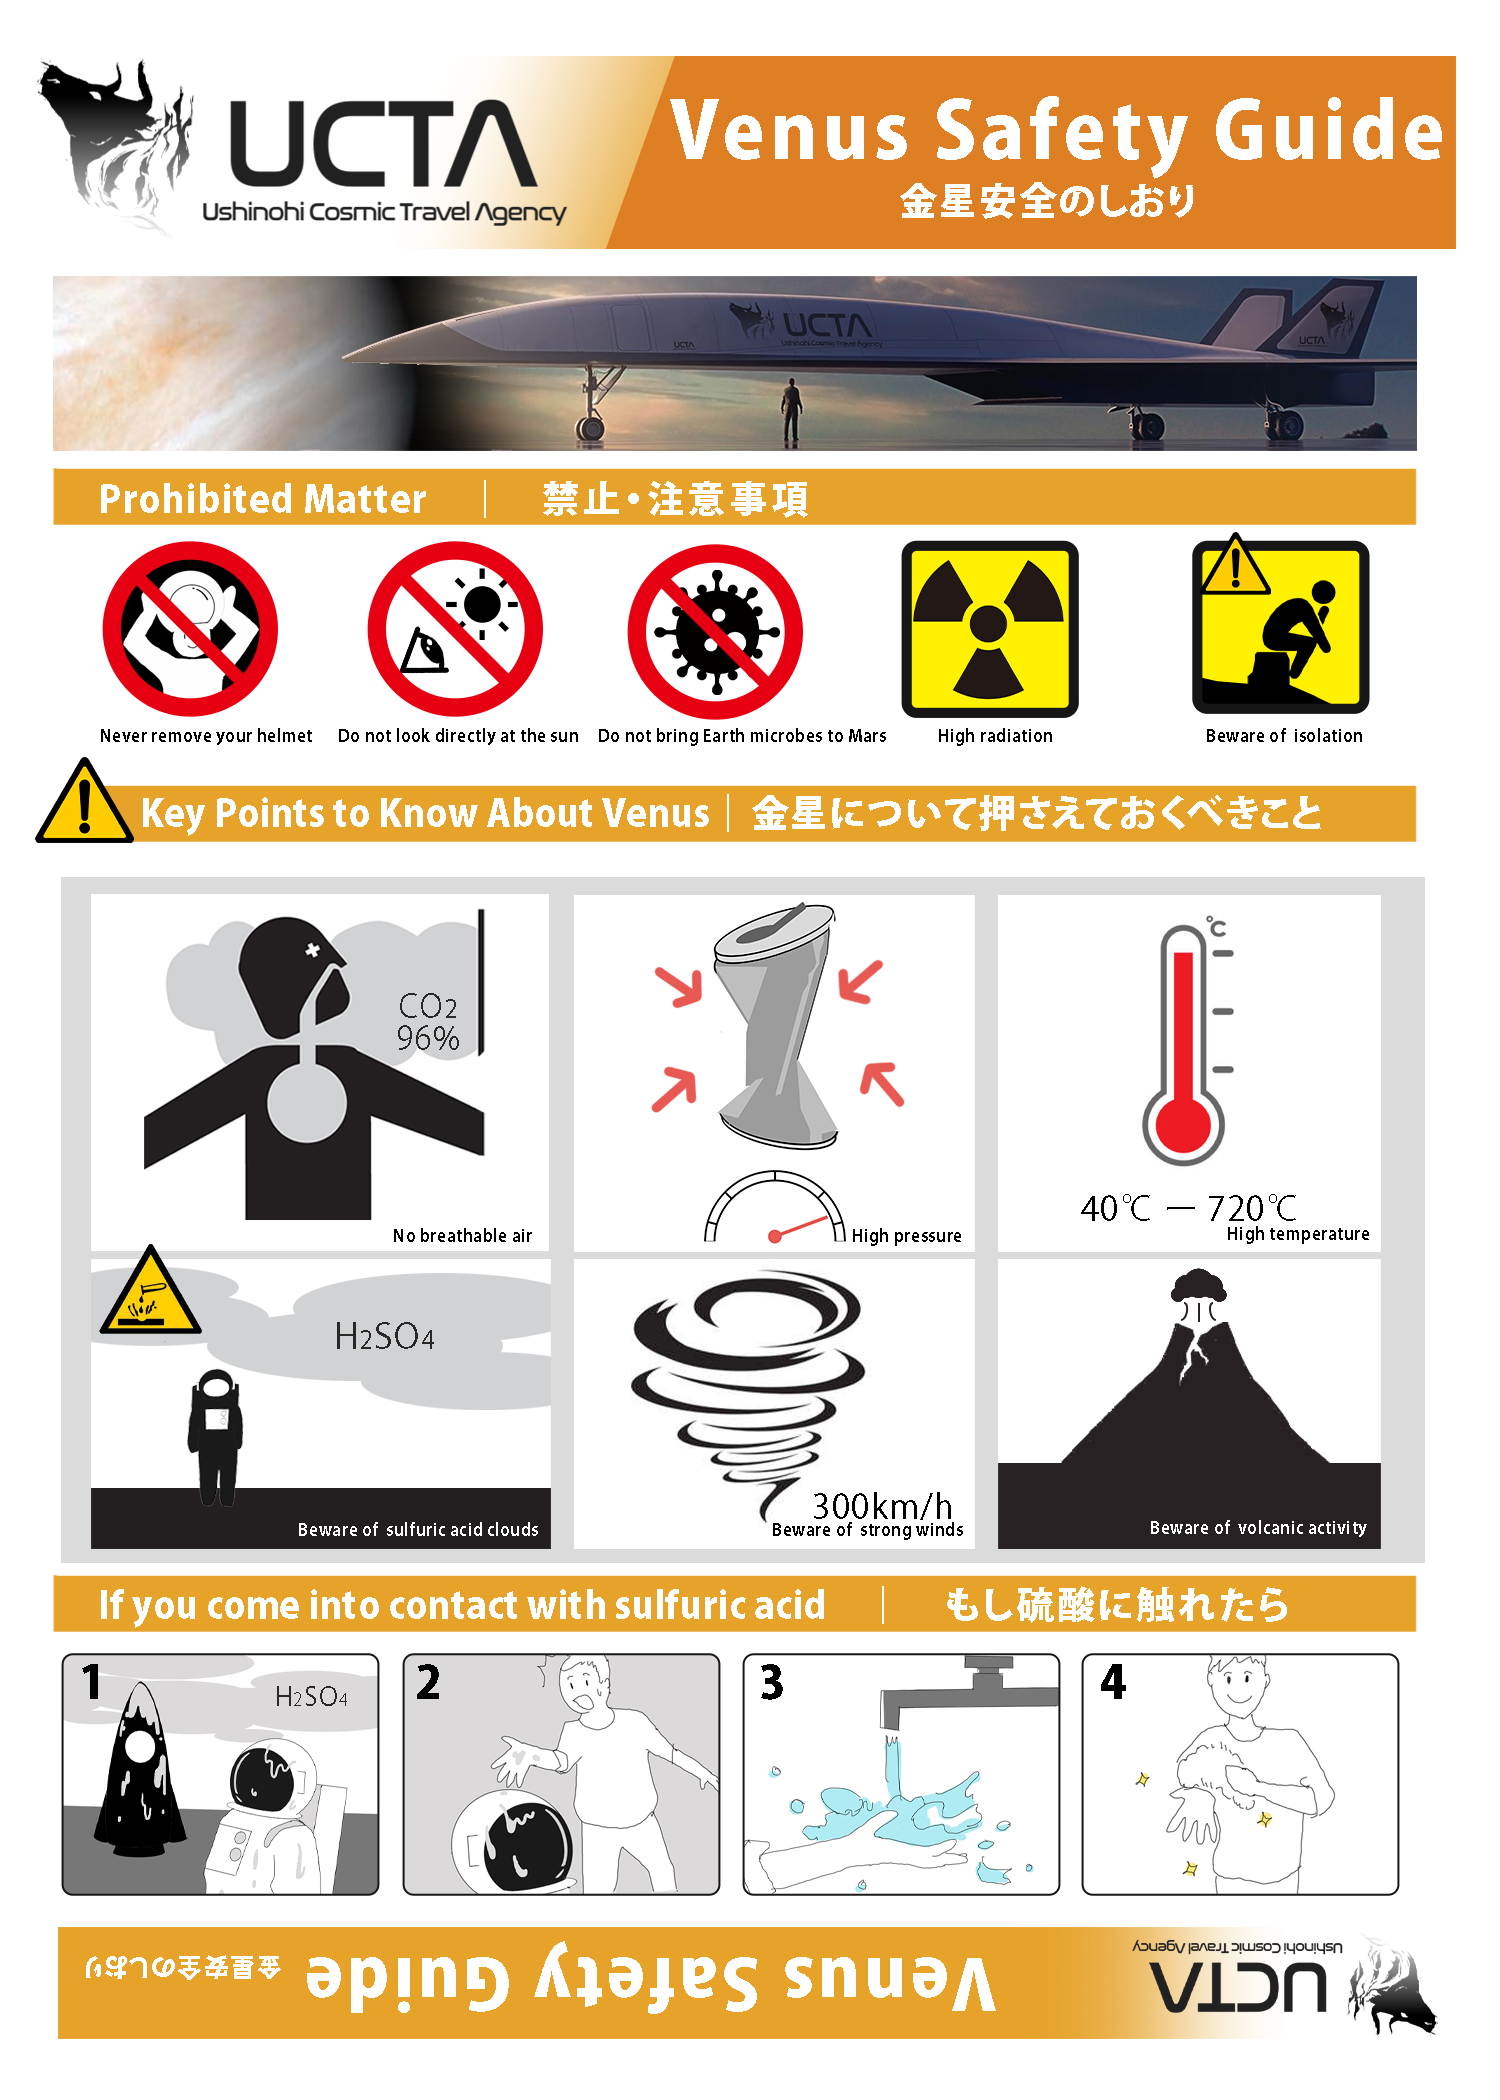 UCTA
Ushinohi Cosmic Travel Agency
Venus Safety Guide
金星安全のしおり
UCTA
UCTA
Ushinohi Cosmic Travel Agency
UCTA
Prohibited Matter
禁止・注意事項
Never remove your helmet
Do not look directly at the sun
Do not bring Earth microbes to Mars
High radiation
Beware of isolation
Key Points to Know About Venus
金星について押さえておくべきこと
CO2
96%
No breathable air
High pressure
℃
40℃ — 720℃
High temperature
H2SO4
Beware of sulfuric acid clouds
300km/h
Beware of strong winds
Beware of volcanic activity
If you come into contact with sulfuric acid
もし硫酸に触れたら
1
H2SO4
2
3
4
Venus Safety Guide
金星安全のしおり
UCTA
Ushinohi Cosmic Travel Agency